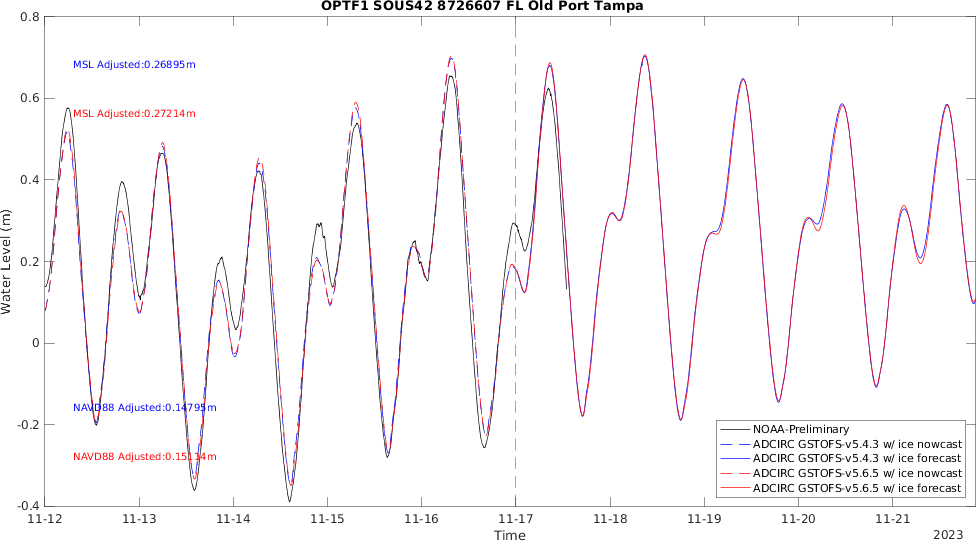 OPTF1 SOUS42 8726607 FL Old Port Tampa
0.8
0.6
0.4
0.2
0
-0.2
-0.4
Water Level (m)
MSL Adjusted:0.26895m
MSL Adjusted:0.27214m
NAVD88 Adjusted:0.14795m
NAVD88 Adjusted:0.15114m
NOAA-Preliminary
ADCIRC GSTOFS-v5.4.3 w/ ice nowcast
ADCIRC GSTOFS-v5.4.3 w/ ice forecast
ADCIRC GSTOFS-v5.6.5 w/ ice nowcast
ADCIRC GSTOFS-v5.6.5 w/ ice forecast
11-12 11-13 11-14 11-15 11-16 11-17 11-18 11-19 11-20 11-21
Time
2023